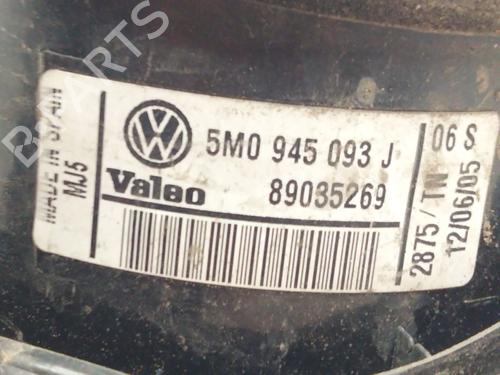 MADE IN SPAIN
MJ5
5M0 945 093 J
Valeo 89035269
06 S
2875/TN
12/06/05
B-PARTS